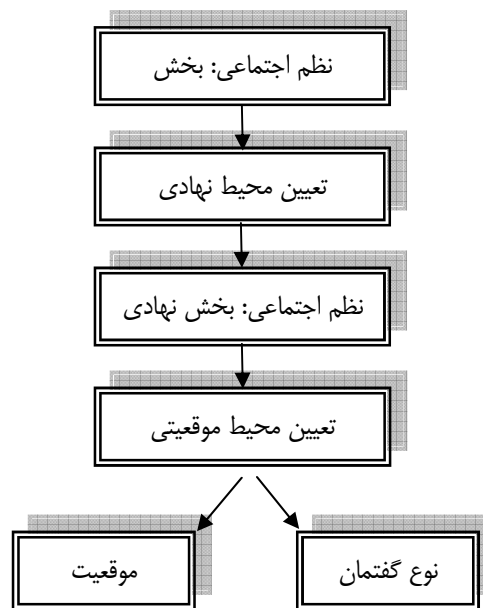 نظم اجتماعی: بخش
تعیین محیط نهادی
نظم اجتماعی: بخش نهادی
تعیین محیط موقعیتی
نوع گفتمان
موقعیت